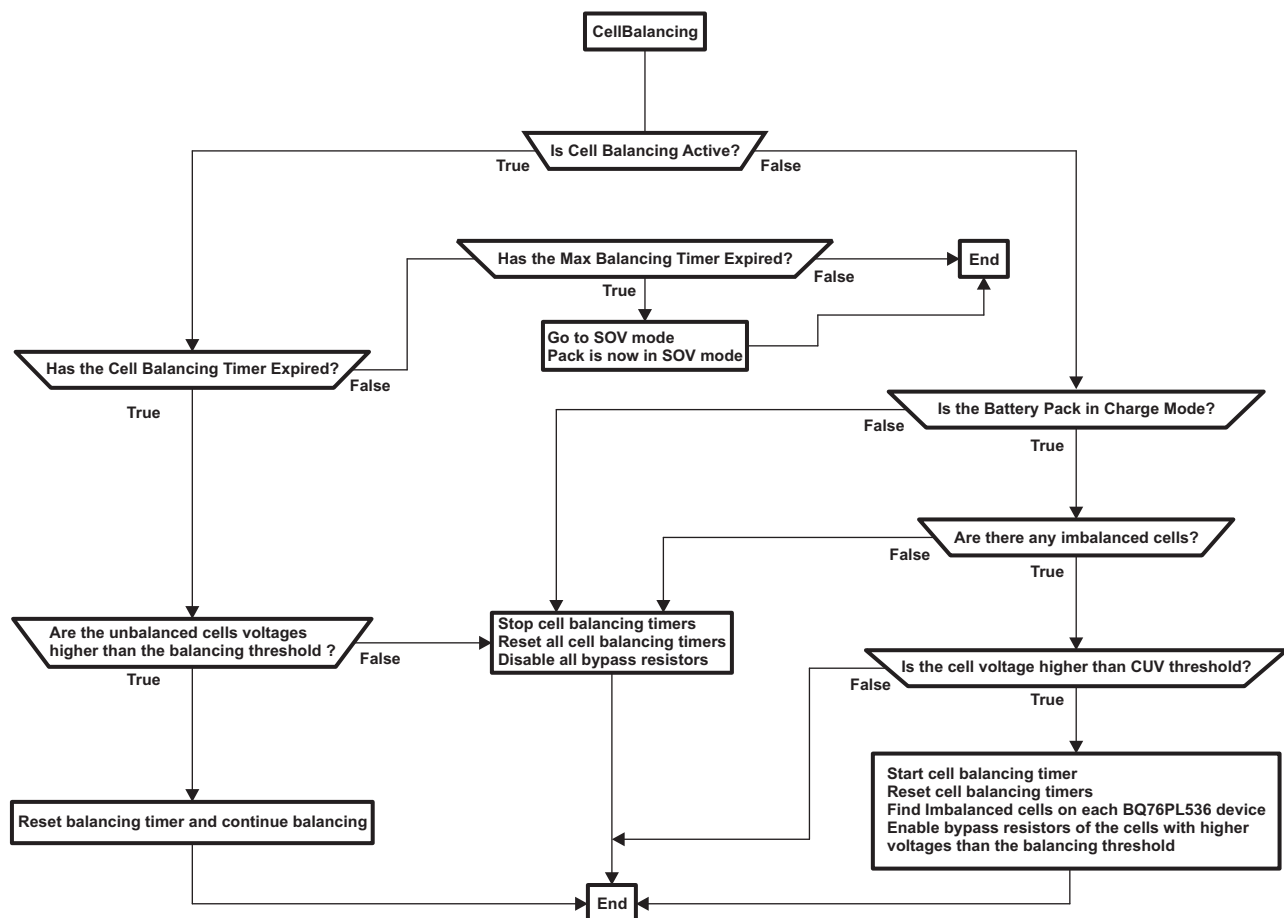 CellBalancing
Is Cell Balancing Active?
True
False
Has the Max Balancing Timer Expired?
False
True
End
Go to SOV mode
Pack is now in SOV mode
Has the Cell Balancing Timer Expired?
False
True
Is the Battery Pack in Charge Mode?
False
True
Are there any imbalanced cells?
False
True
Are the unbalanced cells voltages
higher than the balancing threshold ?
False
True
Stop cell balancing timers
Reset all cell balancing timers
Disable all bypass resistors
Is the cell voltage higher than CUV threshold?
False
True
Start cell balancing timer
Reset cell balancing timers
Find Imbalanced cells on each BQ76PL536 device
Enable bypass resistors of the cells with higher
voltages than the balancing threshold
Reset balancing timer and continue balancing
End